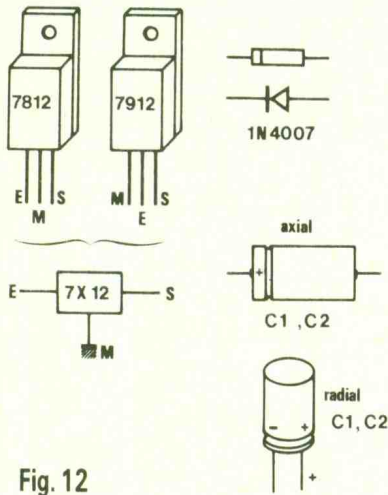 7812
7912
E S
M
M S
E
1N4007
E 7X12 S
M
axial
+
C1, C2
radial
C1, C2
- +
+
Fig. 12